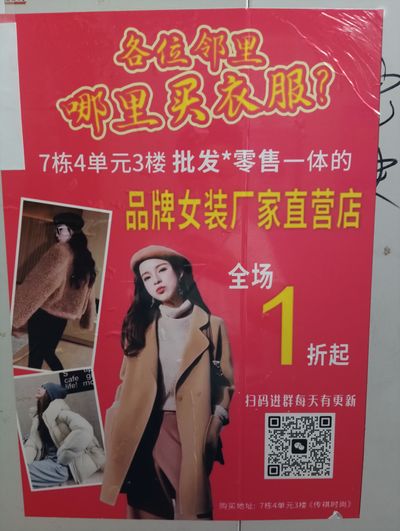 各位邻里
哪里买衣服?
7栋4单元3楼 批发*零售一体的
品牌女装厂家直营店
全场
1
折起
扫码进群每天有更新
购买地址: 7栋4单元3楼《传祺时尚》